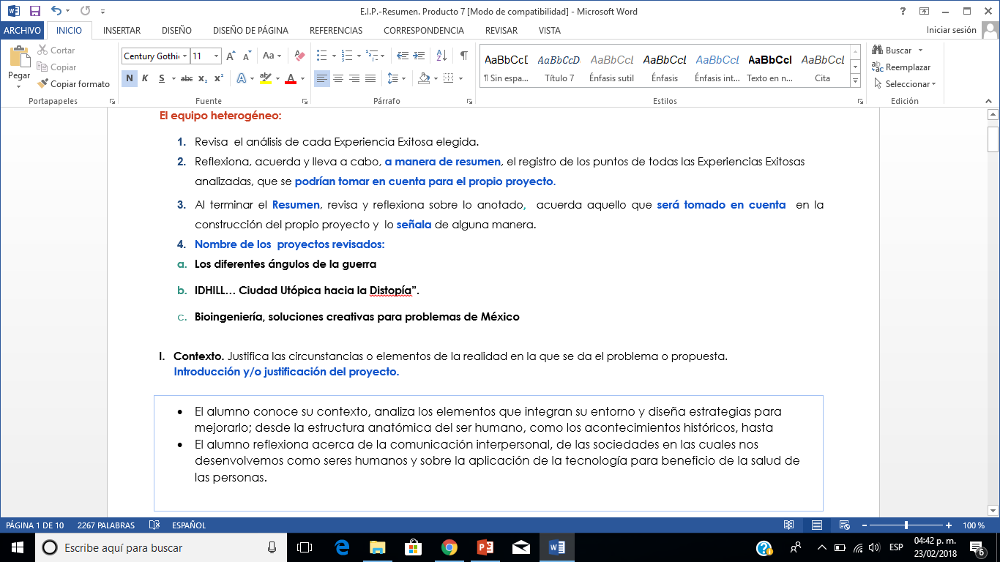 E.I.P.-Resumen. Producto 7 [Modo de compatibilidad] - Microsoft Word
ARCHIVO INICIO INSERTAR DISEÑO DISEÑO DE PÁGINA REFERENCIAS CORRESPONDENCIA REVISAR VISTA Iniciar sesión
Pegar
Cortar
Copiar
Copiar formato
Portapapeles
Century Gothic 11
N K S abc x₂ x²
Fuente
Párrafo
AaBbCcD AaBbCcD AaBbCcL AaBbCcL AaBbCcL AaBbCcl AaBbCcL
¶ Sin espa... Título 7 Énfasis sutil Énfasis Énfasis int... Texto en n... Cita
Estilos
Buscar
Reemplazar
Seleccionar
Edición
El equipo heterogéneo:
1. Revisa el análisis de cada Experiencia Exitosa elegida.
2. Reflexiona, acuerda y lleva a cabo, a manera de resumen, el registro de los puntos de todas las Experiencias Exitosas
analizadas, que se podrían tomar en cuenta para el propio proyecto.
3. Al terminar el Resumen, revisa y reflexiona sobre lo anotado, acuerda aquello que será tomado en cuenta en la
construcción del propio proyecto y lo señala de alguna manera.
4. Nombre de los proyectos revisados:
a. Los diferentes ángulos de la guerra
b. IDHILL... Ciudad Utópica hacia la Distopía”.
c. Bioingeniería, soluciones creativas para problemas de México
I. Contexto. Justifica las circunstancias o elementos de la realidad en la que se da el problema o propuesta.
Introducción y/o justificación del proyecto.
• El alumno conoce su contexto, analiza los elementos que integran su entorno y diseña estrategias para
mejorarlo; desde la estructura anatómica del ser humano, como los acontecimientos históricos, hasta
• El alumno reflexiona acerca de la comunicación interpersonal, de las sociedades en las cuales nos
desenvolvemos como seres humanos y sobre la aplicación de la tecnología para beneficio de la salud de
las personas.
PÁGINA 1 DE 10 2267 PALABRAS ESPAÑOL 100 %
Escribe aquí para buscar
ESP
04:42 p. m.
23/02/2018
6